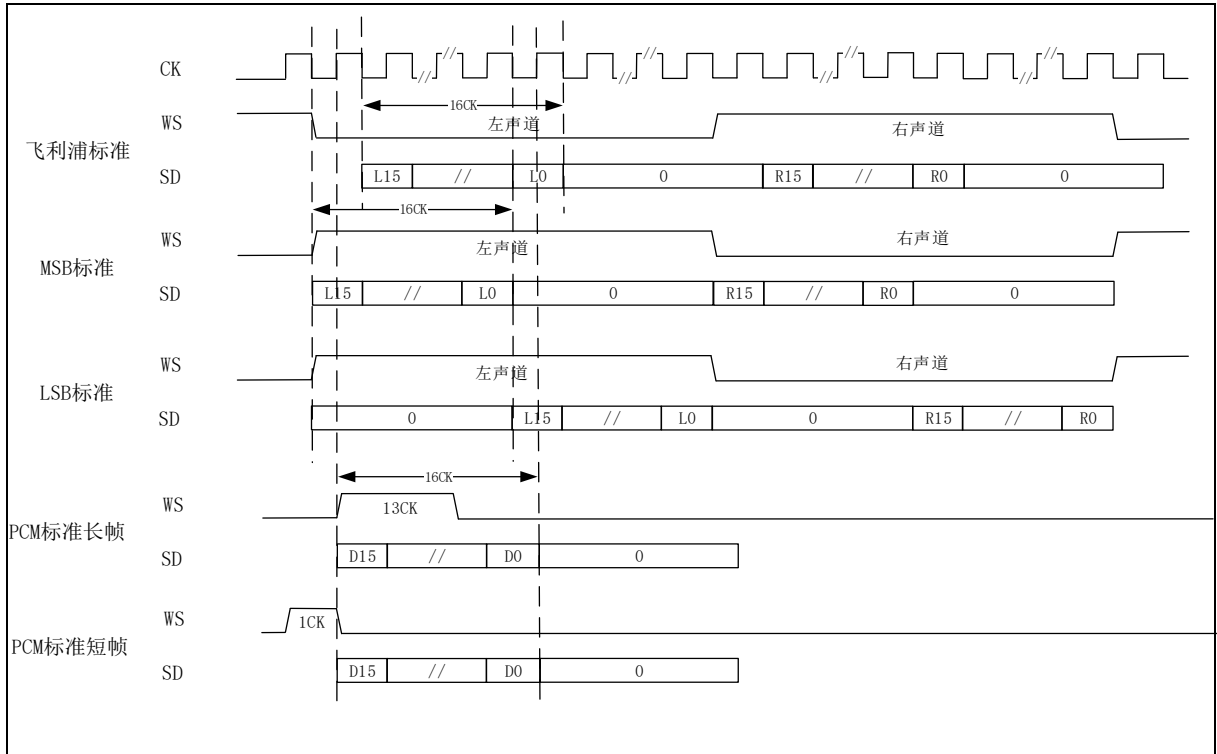 // // // // //
CK // // // //
16CK
WS 左声道 右声道
飞利浦标准
SD L15 // L0 0 R15 // R0 0
16CK
WS 左声道 右声道
MSB标准
SD L15 // L0 0 R15 // R0 0
WS 左声道 右声道
LSB标准
SD 0 L15 // L0 0 R15 // R0
16CK
WS 13CK
PCM标准长帧
SD D15 // D0 0
WS 1CK
PCM标准短帧
SD D15 // D0 0